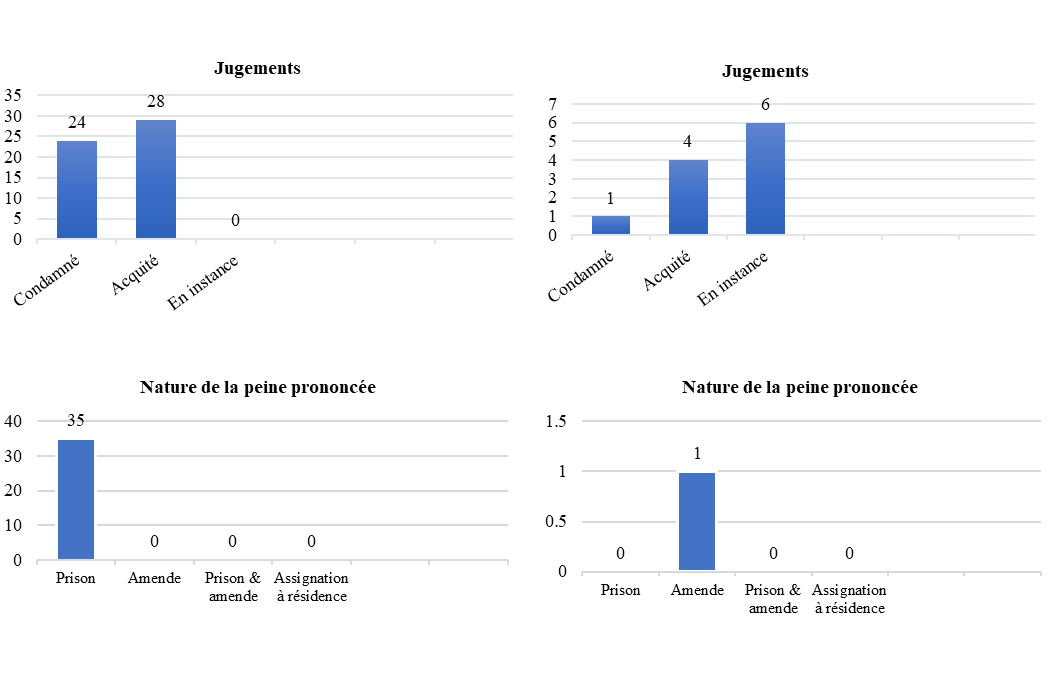 Jugements
35
30
25
20
15
10
5
0
24
28
0
Condamné
Acquité
En instance
Jugements
7
6
5
4
3
2
1
0
1
4
6
Condamné
Acquité
En instance
Nature de la peine prononcée
40
30
20
10
0
35
0
0
0
Prison
Amende
Prison &
amende
Assignation
à résidence
Nature de la peine prononcée
1.5
1
0.5
0
0
1
0
0
Prison
Amende
Prison &
amende
Assignation
à résidence